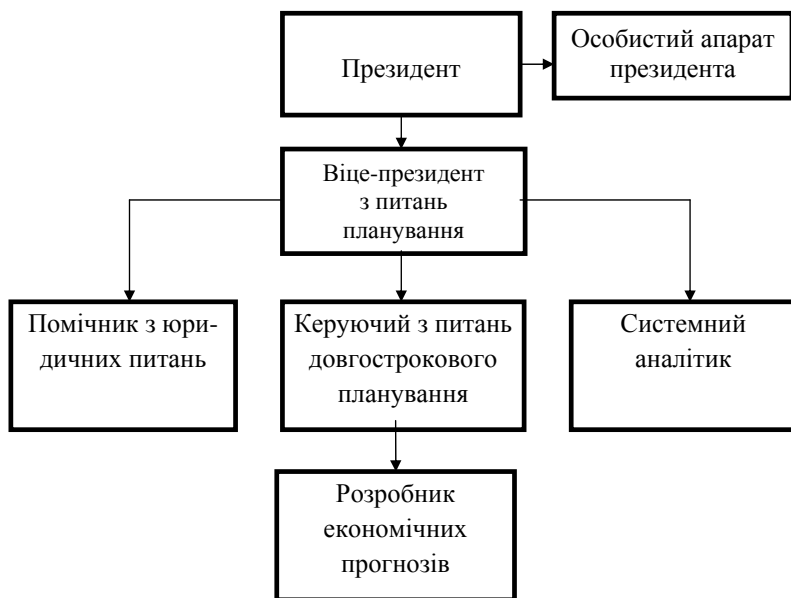 Президент
Особистий апарат
президента
Віце-президент
з питань
планування
Помічник з юри-
дичних питань
Керуючий з питань
довгострокового
планування
Системний
аналітик
Розробник
економічних
прогнозів